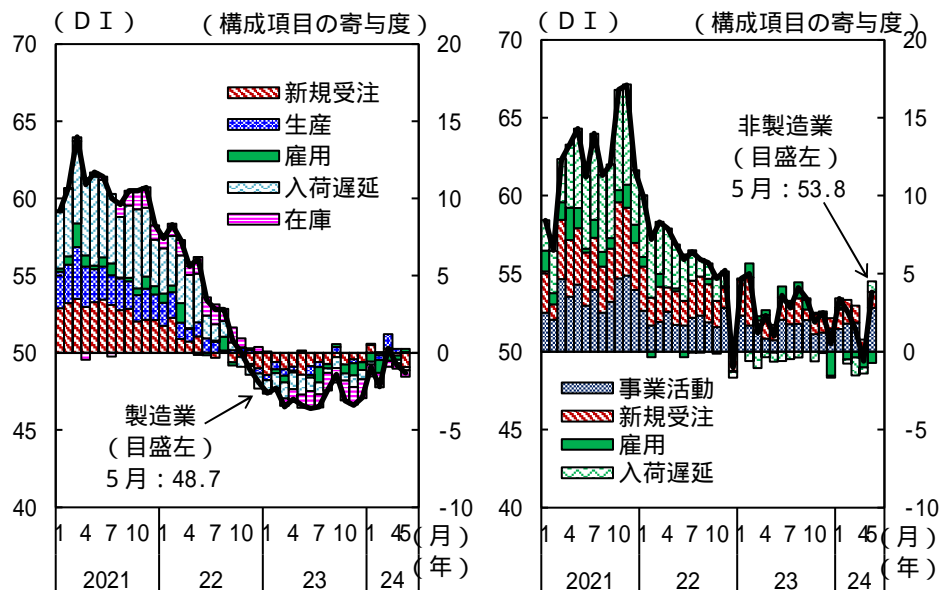 (ＤＩ)
(構成項目の寄与度)
70
65
60
55
50
45
40
20
15
10
5
0
-5
-10
新規受注
生産
雇用
入荷遅延
在庫
製造業
(目盛左)
5月：48.7
1 4 7 10 1 4 7 10 1 4 7 10 1 45
(月)
2021 22 23 24
(年)
(ＤＩ)
(構成項目の寄与度)
70
65
60
55
50
45
40
20
15
10
5
0
-5
-10
非製造業
(目盛左)
5月：53.8
事業活動
新規受注
雇用
入荷遅延
1 4 7 10 1 4 7 10 1 4 7 10 1 45
(月)
2021 22 23 24
(年)